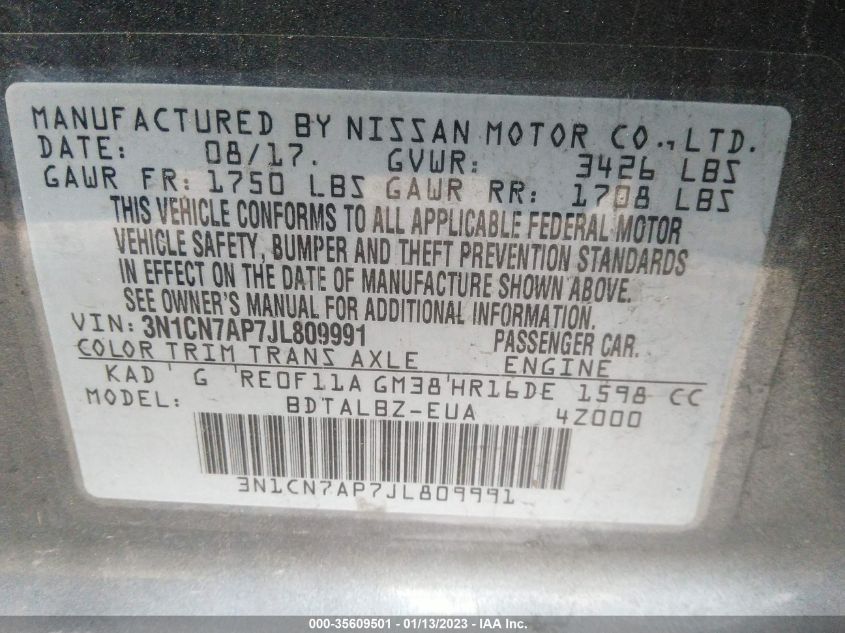 MANUFACTURED BY NISSAN MOTOR CO., LTD.
DATE: 08/17. GVWR: 3426 LBS
GAWR FR: 1750 LBS GAWR RR: 1708 LBS
THIS VEHICLE CONFORMS TO ALL APPLICABLE FEDERAL MOTOR
VEHICLE SAFETY, BUMPER AND THEFT PREVENTION STANDARDS
IN EFFECT ON THE DATE OF MANUFACTURE SHOWN ABOVE.
SEE OWNER'S MANUAL FOR ADDITIONAL INFORMATION.
VIN: 3N1CN7AP7JL809991 PASSENGER CAR.
COLOR TRIM TRANS AXLE ENGINE
KAD G RE0F11A GM38 HR16DE 1598 CC
MODEL: BDTALBZ-EUA 4Z000
3N1CN7AP7JL809991
000-35609501 - 01/13/2023 - IAA Inc.